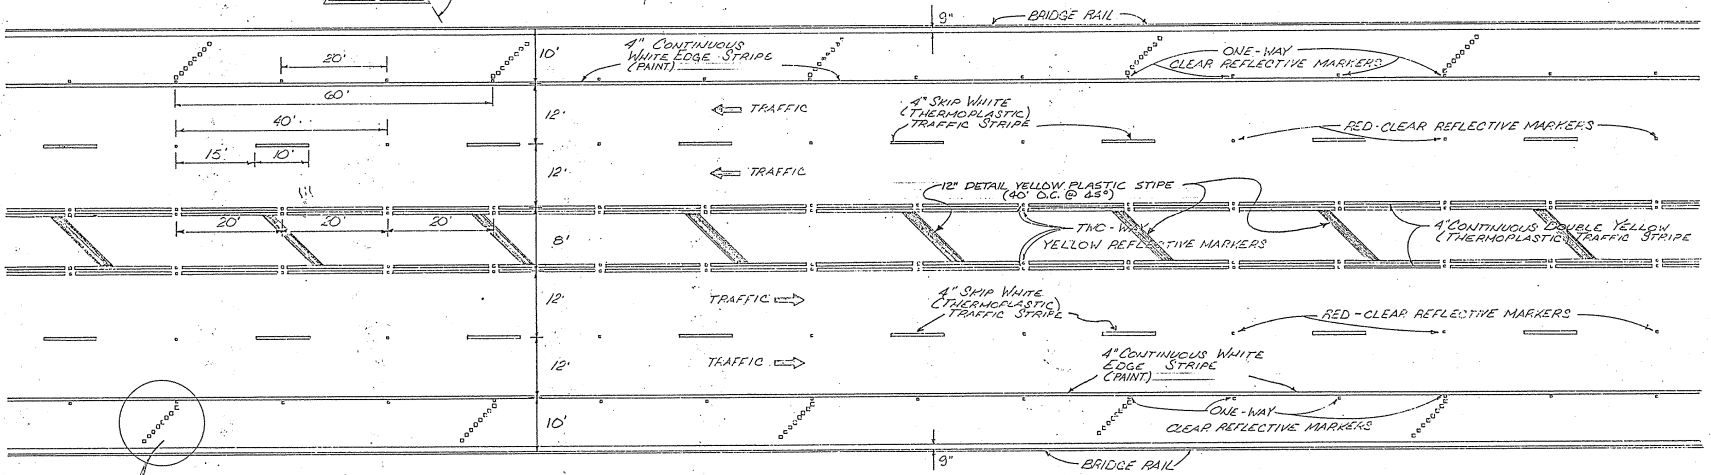 9"
BRIDGE RAIL
10'
4" CONTINUOUS
WHITE EDGE STRIPE
(PAINT)
ONE-WAY
CLEAR REFLECTIVE MARKERS
20'
60'
40'
15'
10'
12'
TRAFFIC
4" SKIP WHITE
(THERMOPLASTIC)
TRAFFIC STRIPE
RED-CLEAR REFLECTIVE MARKERS
12'
TRAFFIC
12" DETAIL YELLOW PLASTIC STIPE
(40' O.C. @ 45°)
20'
20'
20'
8'
TWO-WAY
YELLOW REFLECTIVE MARKERS
4" CONTINUOUS DOUBLE YELLOW
(THERMOPLASTIC) TRAFFIC STRIPE
12'
TRAFFIC
4" SKIP WHITE
(THERMOPLASTIC)
TRAFFIC STRIPE
RED-CLEAR REFLECTIVE MARKERS
12'
TRAFFIC
4" CONTINUOUS WHITE
EDGE STRIPE
(PAINT)
10'
ONE-WAY
CLEAR REFLECTIVE MARKERS
9"
BRIDGE RAIL